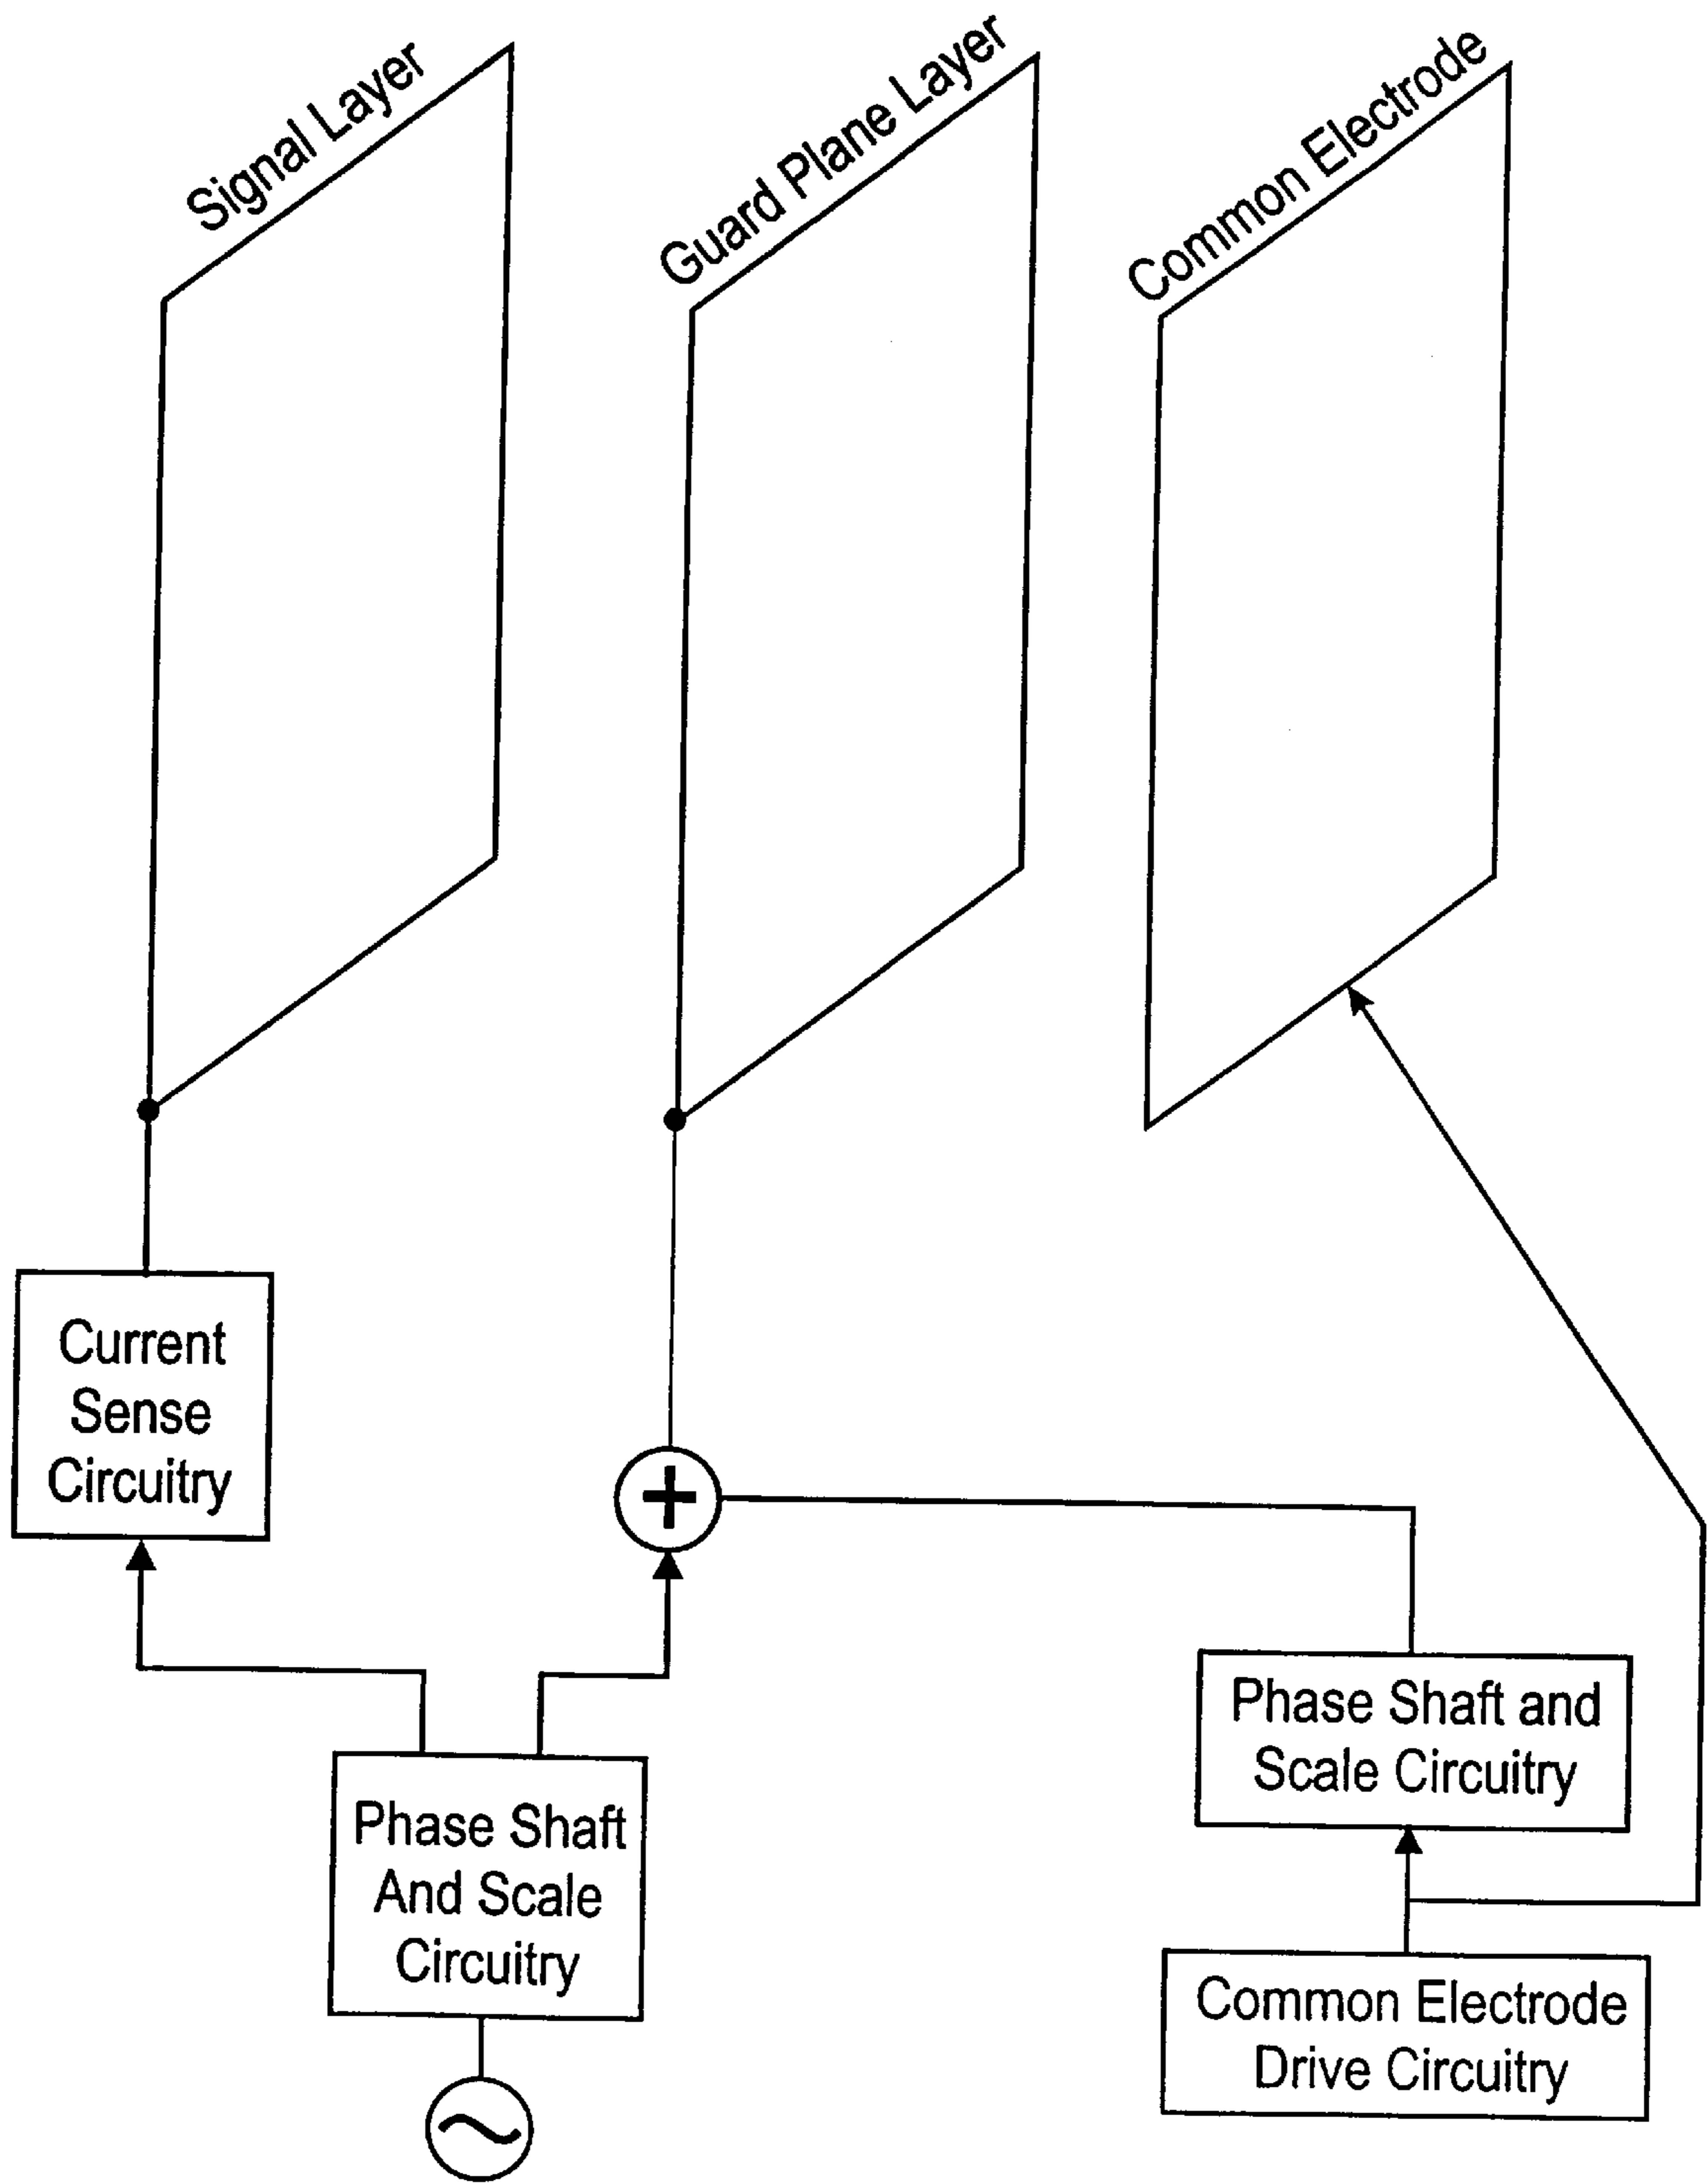 Signal Layer
Guard Plane Layer
Common Electrode
Current
Sense
Circuitry
+
Phase Shaft and
Scale Circuitry
Phase Shaft
And Scale
Circuitry
Common Electrode
Drive Circuitry